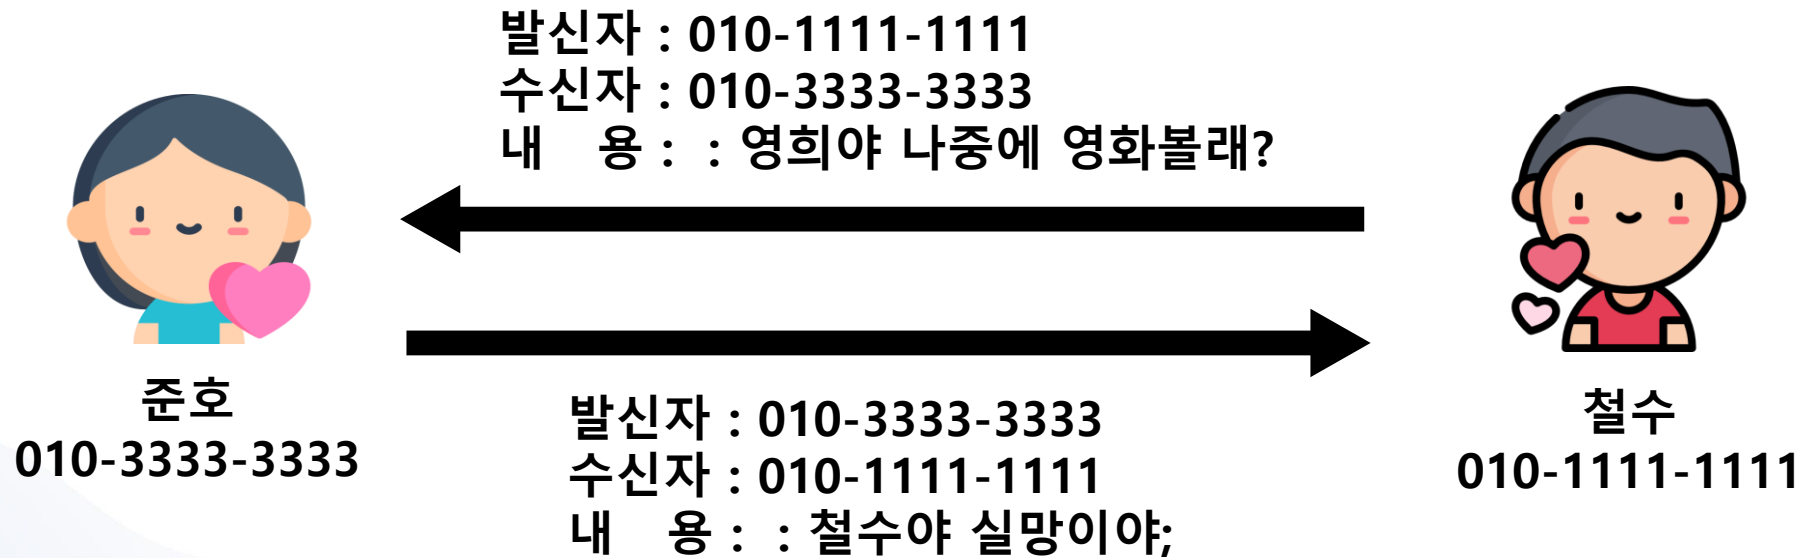 발신자 : 010-1111-1111
수신자 : 010-3333-3333
내 용 : : 영희야 나중에 영화볼래?
준호
010-3333-3333
철수
010-1111-1111
발신자 : 010-3333-3333
수신자 : 010-1111-1111
내 용 : : 철수야 실망이야;